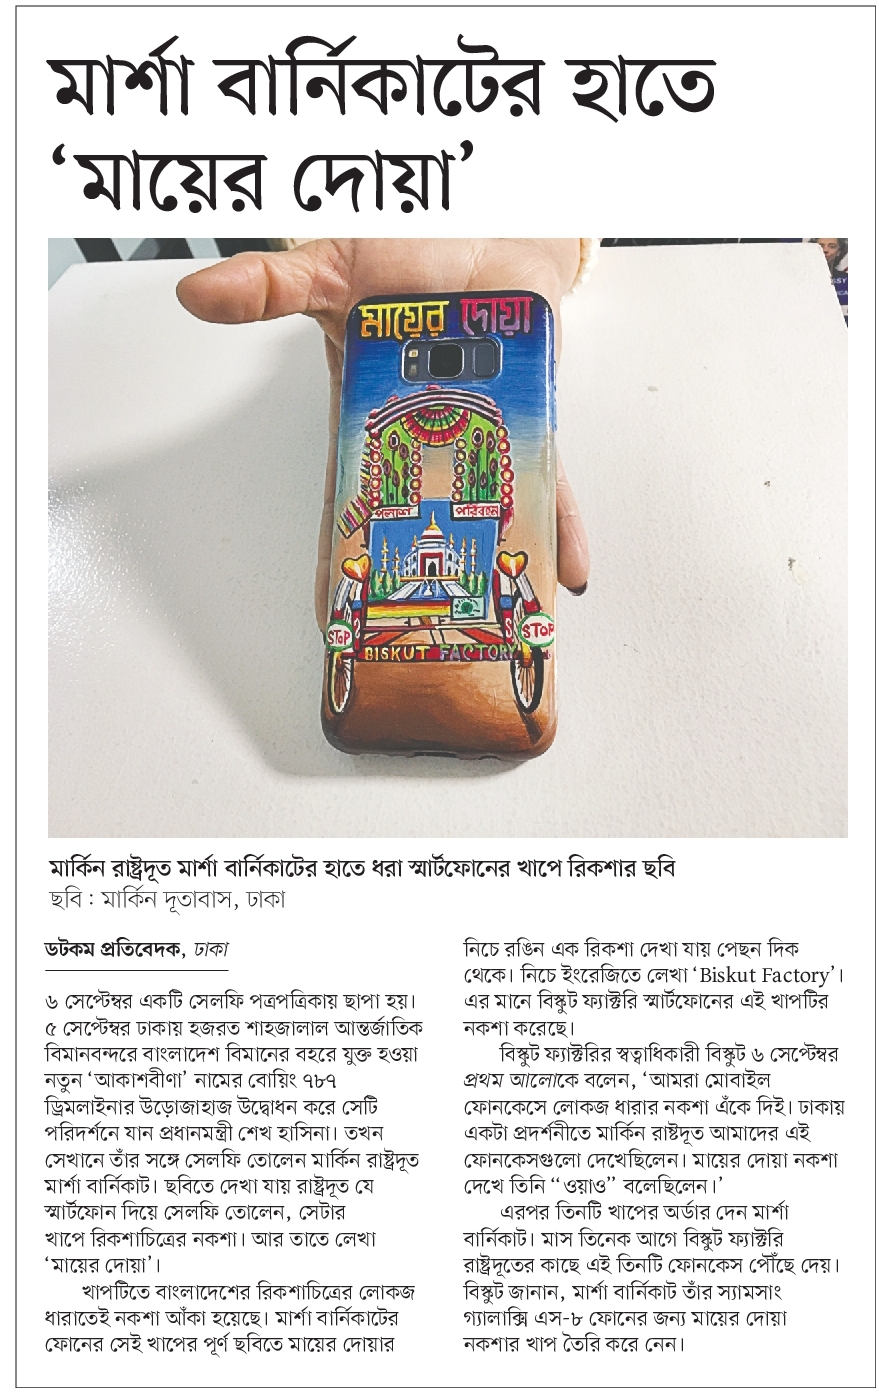 মার্শা বার্নিকাটের হাতে
‘মায়ের দোয়া’
মায়ের দোয়া
পলাশ পরিবহন
STOP STOP
BISKUT FACTORY
মার্কিন রাষ্ট্রদূত মার্শা বার্নিকাটের হাতে ধরা স্মার্টফোনের খাপে রিকশার ছবি
ছবি : মার্কিন দূতাবাস, ঢাকা
ডটকম প্রতিবেদক, ঢাকা
৬ সেপ্টেম্বর একটি সেলফি পত্রপত্রিকায় ছাপা হয়।
৫ সেপ্টেম্বর ঢাকায় হজরত শাহজালাল আন্তর্জাতিক
বিমানবন্দরে বাংলাদেশ বিমানের বহরে যুক্ত হওয়া
নতুন ‘আকাশবীণা’ নামের বোয়িং ৭৮৭
ড্রিমলাইনার উড়োজাহাজ উদ্বোধন করে সেটি
পরিদর্শনে যান প্রধানমন্ত্রী শেখ হাসিনা। তখন
সেখানে তাঁর সঙ্গে সেলফি তোলেন মার্কিন রাষ্ট্রদূত
মার্শা বার্নিকাট। ছবিতে দেখা যায় রাষ্ট্রদূত যে
স্মার্টফোন দিয়ে সেলফি তোলেন, সেটার
খাপে রিকশাচিত্রের নকশা। আর তাতে লেখা
‘মায়ের দোয়া’।
খাপটিতে বাংলাদেশের রিকশাচিত্রের লোকজ
ধারাতেই নকশা আঁকা হয়েছে। মার্শা বার্নিকাটের
ফোনের সেই খাপের পূর্ণ ছবিতে মায়ের দোয়ার
নিচে রঙিন এক রিকশা দেখা যায় পেছন দিক
থেকে। নিচে ইংরেজিতে লেখা ‘Biskut Factory’।
এর মানে বিস্কুট ফ্যাক্টরি স্মার্টফোনের এই খাপটির
নকশা করেছে।
বিস্কুট ফ্যাক্টরির স্বত্বাধিকারী বিস্কুট ৬ সেপ্টেম্বর
প্রথম আলোকে বলেন, ‘আমরা মোবাইল
ফোনকেসে লোকজ ধারার নকশা এঁকে দিই। ঢাকায়
একটা প্রদর্শনীতে মার্কিন রাষ্টদূত আমাদের এই
ফোনকেসগুলো দেখেছিলেন। মায়ের দোয়া নকশা
দেখে তিনি “ওয়াও” বলেছিলেন।’
এরপর তিনটি খাপের অর্ডার দেন মার্শা
বার্নিকাট। মাস তিনেক আগে বিস্কুট ফ্যাক্টরি
রাষ্ট্রদূতের কাছে এই তিনটি ফোনকেস পৌঁছে দেয়।
বিস্কুট জানান, মার্শা বার্নিকাট তাঁর স্যামসাং
গ্যালাক্সি এস-৮ ফোনের জন্য মায়ের দোয়া
নকশার খাপ তৈরি করে নেন।